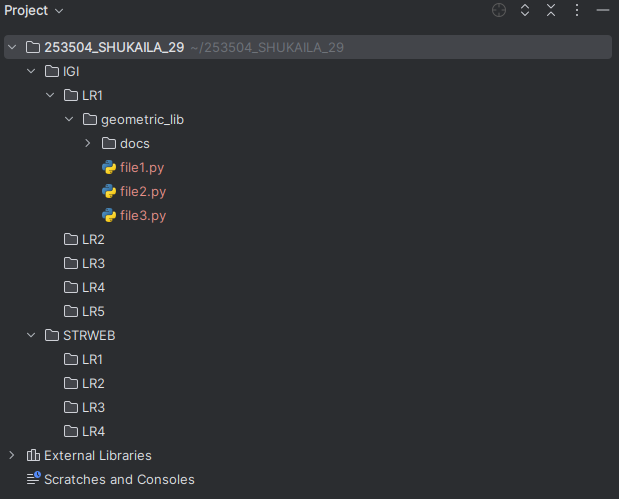 Project
253504_SHUKAILA_29 ~/253504_SHUKAILA_29
IGI
LR1
geometric_lib
docs
file1.py
file2.py
file3.py
LR2
LR3
LR4
LR5
STRWEB
LR1
LR2
LR3
LR4
External Libraries
Scratches and Consoles